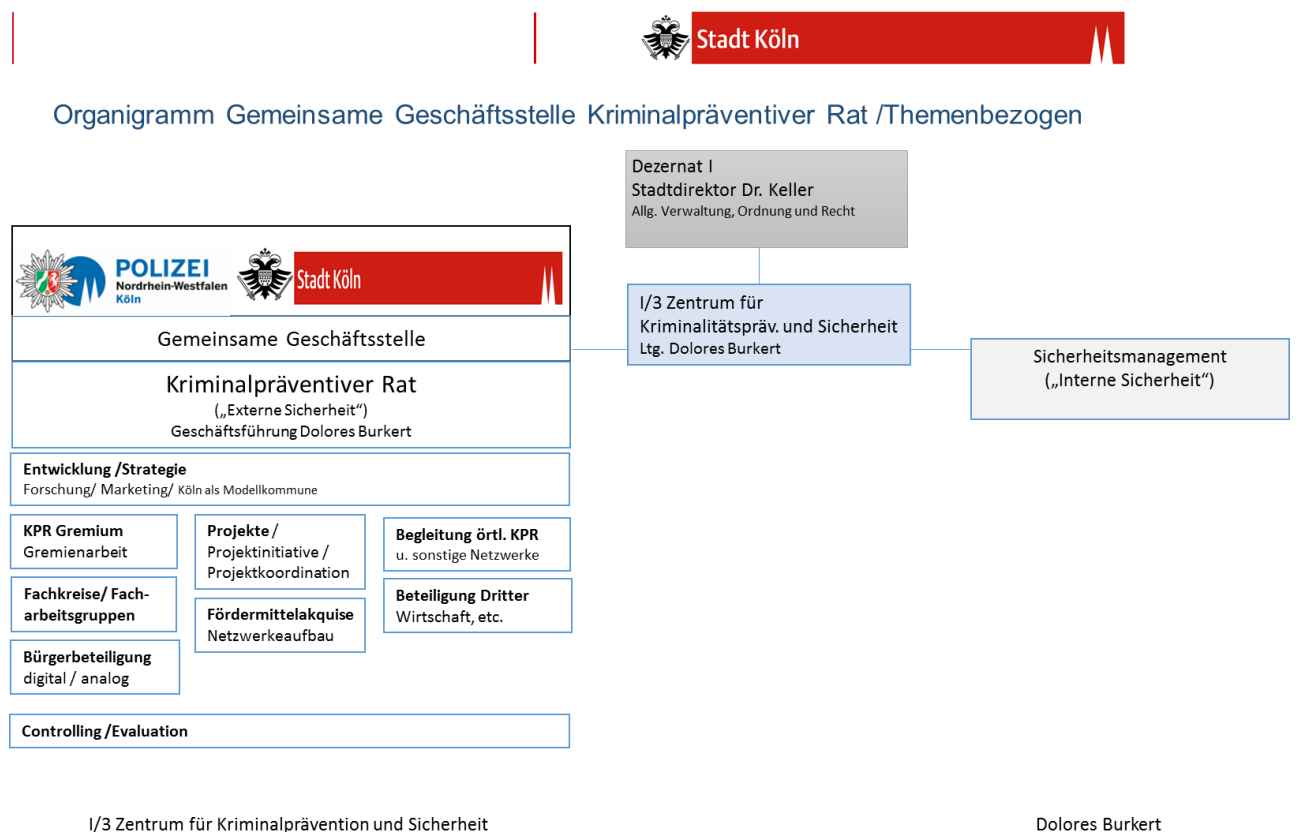 Stadt Köln
Organigramm Gemeinsame Geschäftsstelle Kriminalpräventiver Rat /Themenbezogen
Dezernat I
Stadtdirektor Dr. Keller
Allg. Verwaltung, Ordnung und Recht
POLIZEI
Nordrhein-Westfalen
Köln
Stadt Köln
Gemeinsame Geschäftsstelle
Kriminalpräventiver Rat
(„Externe Sicherheit“)
Geschäftsführung Dolores Burkert
I/3 Zentrum für
Kriminalitätspräv. und Sicherheit
Ltg. Dolores Burkert
Sicherheitsmanagement
(„Interne Sicherheit“)
Entwicklung /Strategie
Forschung/ Marketing/ Köln als Modellkommune
KPR Gremium
Gremienarbeit
Fachkreise/ Fach-
arbeitsgruppen
Bürgerbeteiligung
digital / analog
Projekte /
Projektinitiative /
Projektkoordination
Fördermittelakquise
Netzwerkeaufbau
Begleitung örtl. KPR
u. sonstige Netzwerke
Beteiligung Dritter
Wirtschaft, etc.
Controlling /Evaluation
I/3 Zentrum für Kriminalprävention und Sicherheit
Dolores Burkert